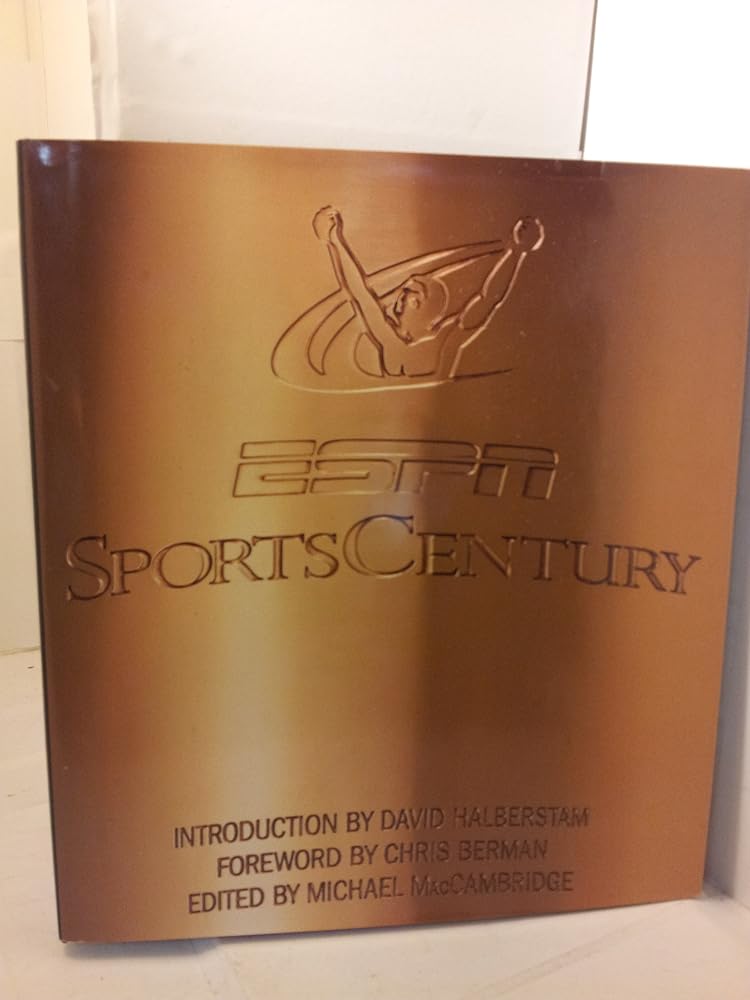 ESPN
SPORTSCENTURY
INTRODUCTION BY DAVID HALBERSTAM
FOREWORD BY CHRIS BERMAN
EDITED BY MICHAEL MacCAMBRIDGE